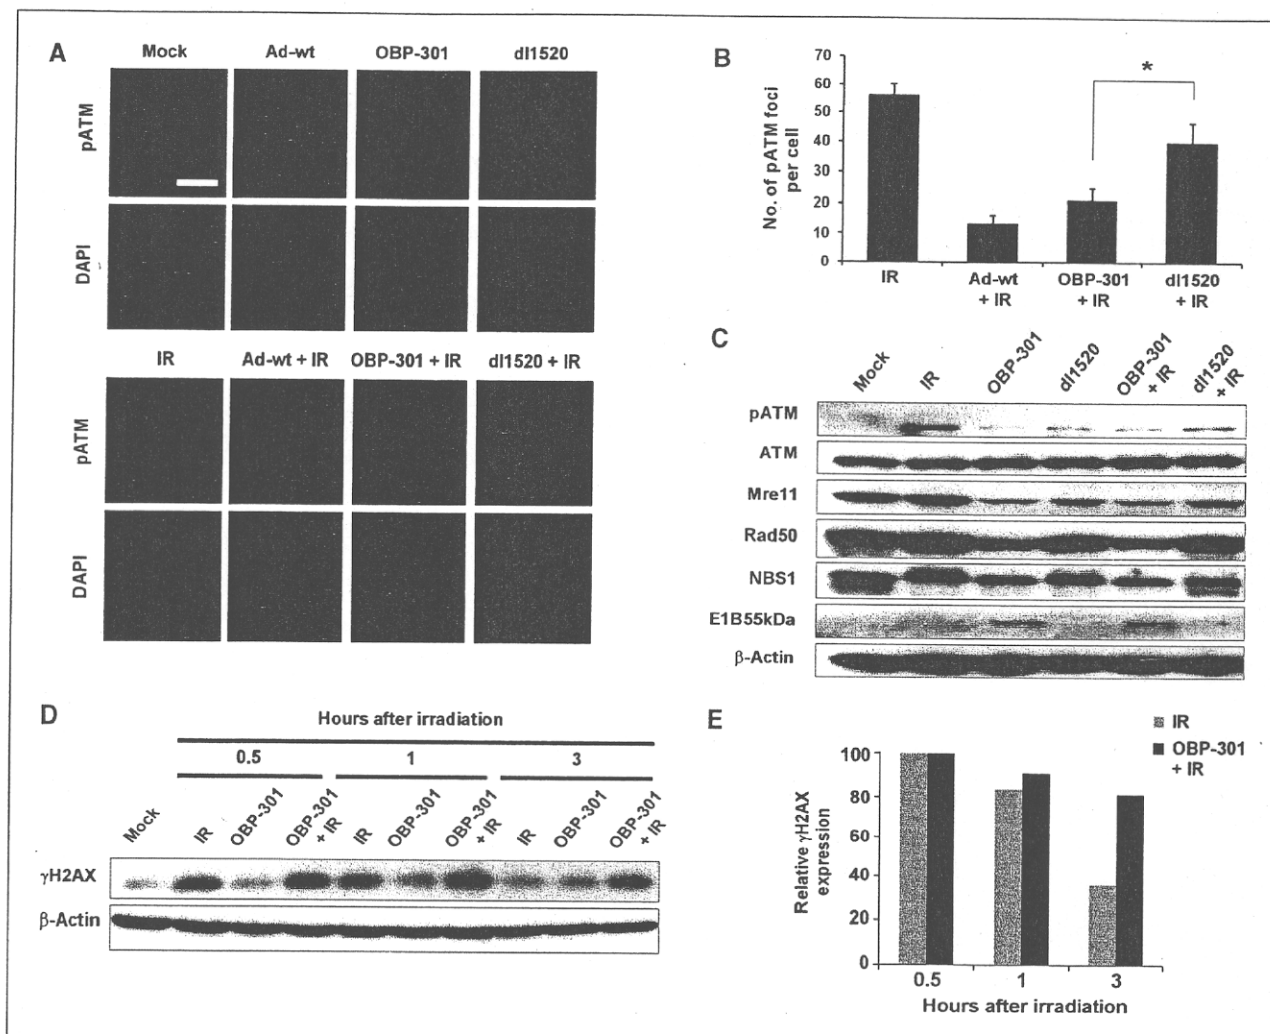 A
Mock Ad-wt OBP-301 dl1520
pATM
DAPI
IR Ad-wt + IR OBP-301 + IR dl1520 + IR
pATM
DAPI
B
No. of pATM foci
per cell
70
60
50
40
30
20
10
0
*
IR Ad-wt OBP-301 dl1520
+ IR + IR + IR
C
Mock IR OBP-301 dl1520 OBP-301 + IR dl1520 + IR
pATM
ATM
Mre11
Rad50
NBS1
E1B55kDa
β-Actin
D
Hours after irradiation
0.5 1 3
Mock IR OBP-301 OBP-301 + IR IR OBP-301 OBP-301 + IR IR OBP-301 OBP-301 + IR
γH2AX
β-Actin
E
IR
OBP-301
+ IR
Relative γH2AX
expression
100
80
60
40
20
0
0.5 1 3
Hours after irradiation